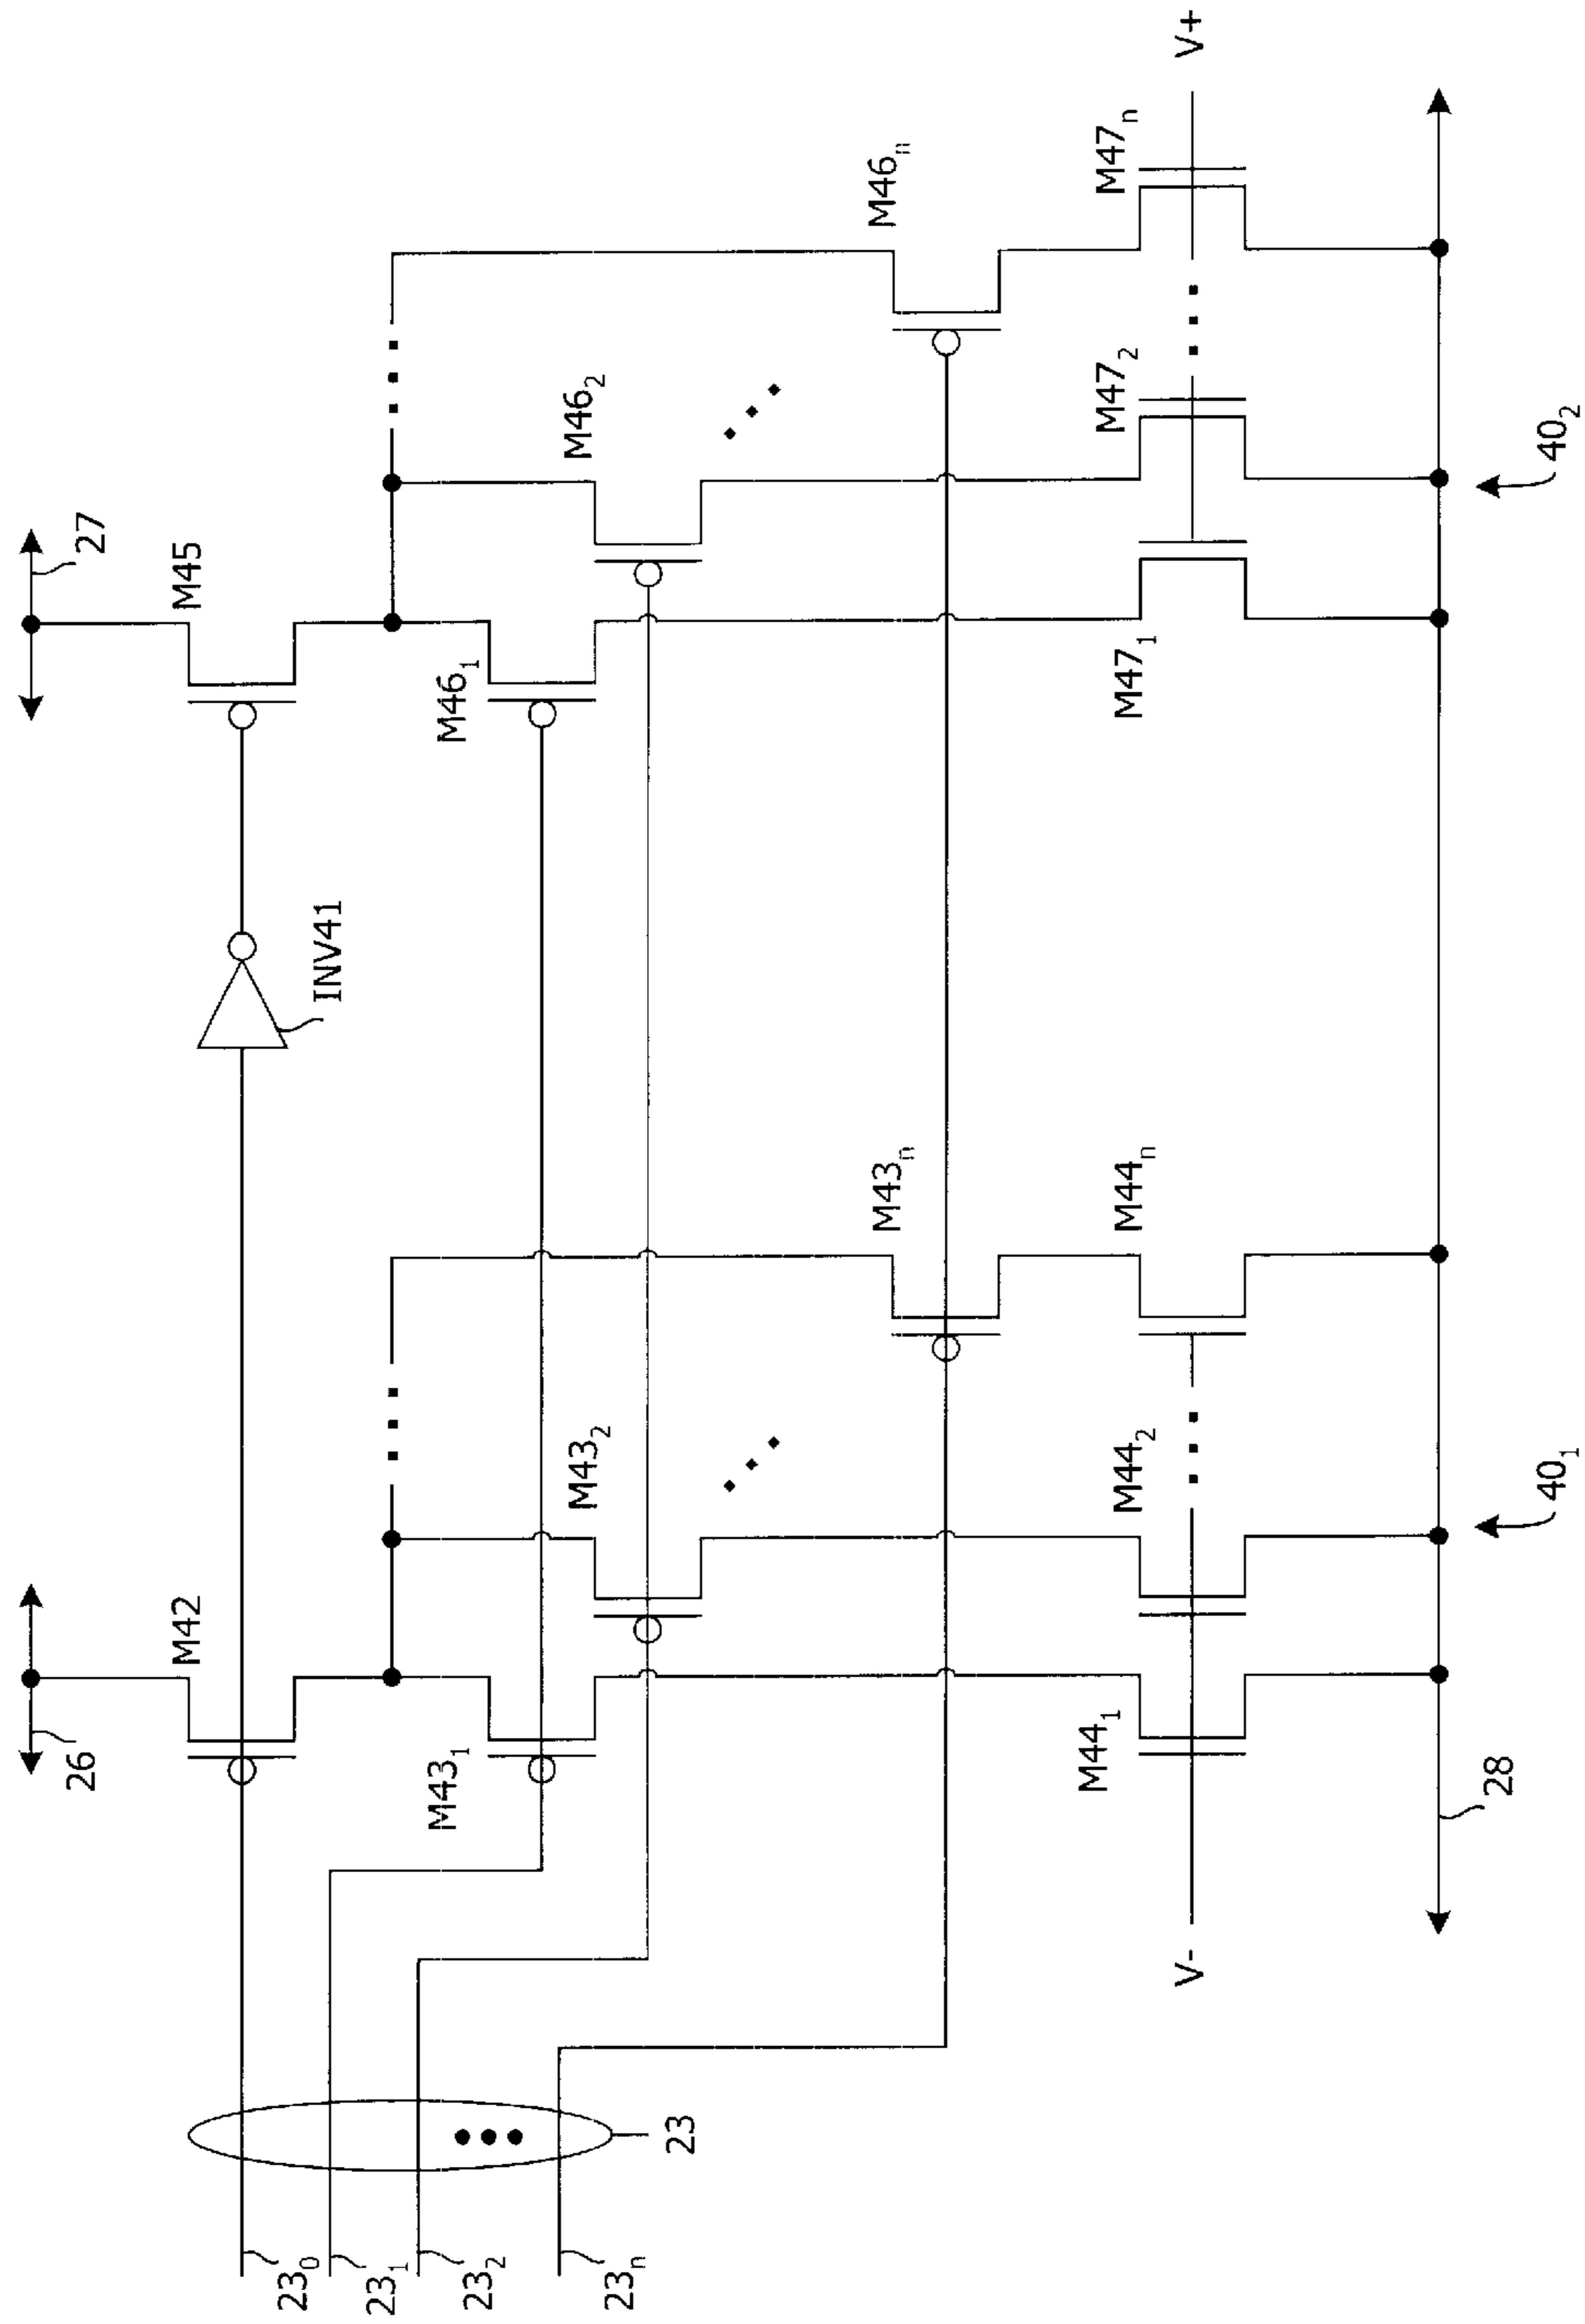 26
27
M42
M45
INV41
M43₁
M46₁
M43₂
M46₂
M43ₙ
M46ₙ
23₀
23₁
23₂
23ₙ
23
V-
M44₁
M44₂
M44ₙ
M47₁
M47₂
M47ₙ
V+
28
40₁
40₂